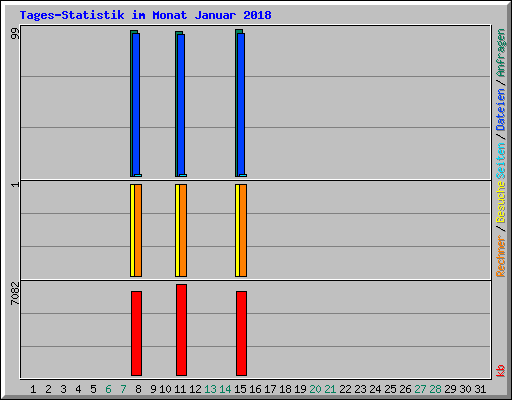 Tages-Statistik im Monat Januar 2018
99
1
7082
Rechner / Besuche Seiten / Dateien / Anfragen
kb
1 2 3 4 5 6 7 8 9 10 11 12 13 14 15 16 17 18 19 20 21 22 23 24 25 26 27 28 29 30 31